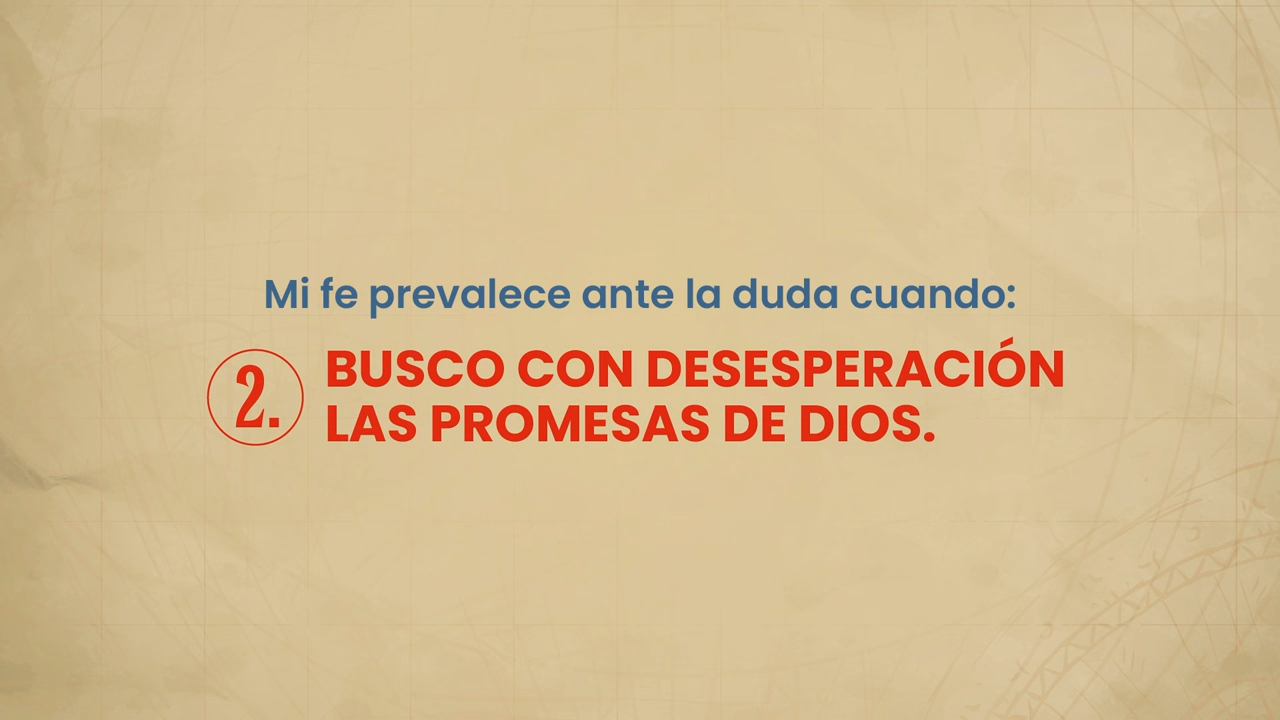 Mi fe prevalece ante la duda cuando:
2. BUSCO CON DESESPERACIÓN
LAS PROMESAS DE DIOS.